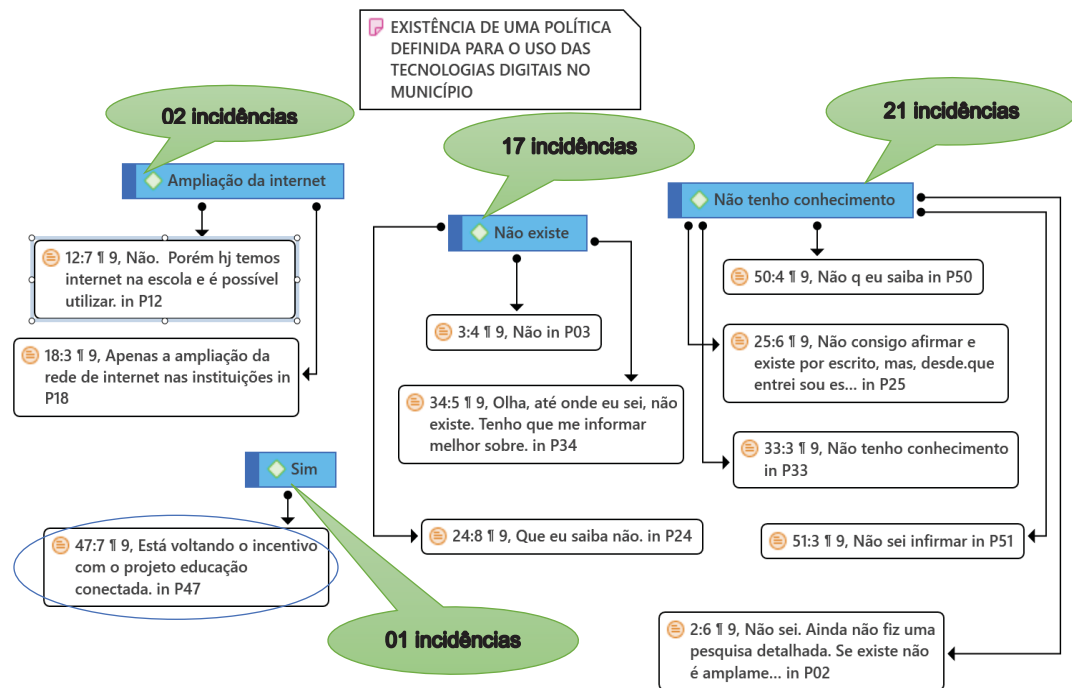 EXISTÊNCIA DE UMA POLÍTICA
DEFINIDA PARA O USO DAS
TECNOLOGIAS DIGITAIS NO
MUNICÍPIO
02 incidências
Ampliação da internet
12:7 ¶ 9, Não.  Porém hj temos
internet na escola e é possível
utilizar. in P12
18:3 ¶ 9, Apenas a ampliação da
rede de internet nas instituições in
P18
17 incidências
Não existe
3:4 ¶ 9, Não in P03
34:5 ¶ 9, Olha, até onde eu sei, não
existe. Tenho que me informar
melhor sobre. in P34
24:8 ¶ 9, Que eu saiba não. in P24
21 incidências
Não tenho conhecimento
50:4 ¶ 9, Não q eu saiba in P50
25:6 ¶ 9, Não consigo afirmar e
existe por escrito, mas, desde.que
entrei sou es… in P25
33:3 ¶ 9, Não tenho conhecimento
in P33
51:3 ¶ 9, Não sei infirmar in P51
2:6 ¶ 9, Não sei. Ainda não fiz uma
pesquisa detalhada. Se existe não
é amplame… in P02
Sim
47:7 ¶ 9, Está voltando o incentivo
com o projeto educação
conectada. in P47
01 incidências